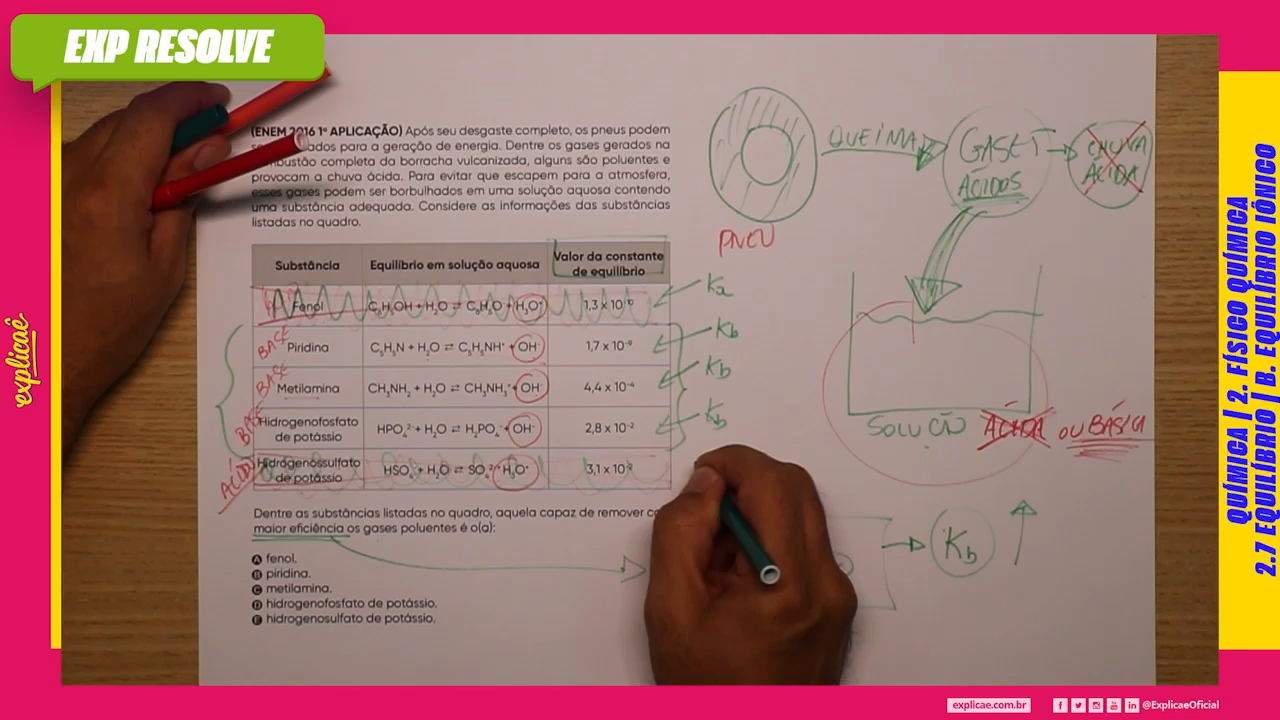 EXP RESOLVE
(ENEM 2016 1ª APLICAÇÃO) Após seu desgaste completo, os pneus podem
para a geração de energia. Dentre os gases gerados na
completa da borracha vulcanizada, alguns são poluentes e
provocam a chuva ácida. Para evitar que escapem para a atmosfera,
esses gases podem ser borbulhados em uma solução aquosa contendo
uma substância adequada. Considere as informações das substâncias
listadas no quadro.
Substância Equilíbrio em solução aquosa Valor da constante de equilíbrio
Fenol C₆H₅OH + H₂O ⇌ C₆H₅O⁻ + H₃O⁺ 1,3 x 10⁻¹⁰ Ka
BASE Piridina C₅H₅N + H₂O ⇌ C₅H₅NH⁺ + OH⁻ 1,7 x 10⁻⁹ Kb
BASE Metilamina CH₃NH₂ + H₂O ⇌ CH₃NH₃⁺ + OH⁻ 4,4 x 10⁻⁴ Kb
BASE Hidrogenofosfato de potássio HPO₄²⁻ + H₂O ⇌ H₂PO₄⁻ + OH⁻ 2,8 x 10⁻² Kb
ÁCIDO Hidrogenossulfato de potássio HSO₄⁻ + H₂O ⇌ SO₄²⁻ + H₃O⁺ 3,1 x 10⁻²
Dentre as substâncias listadas no quadro, aquela capaz de remover
maior eficiência os gases poluentes é o(a):
A fenol.
B piridina.
C metilamina.
D hidrogenofosfato de potássio.
E hidrogenosulfato de potássio.
PNEU
QUEIMA
GASES
ÁCIDOS
CHUVA
ÁCIDA
SOLUÇÃO ÁCIDA OU BÁSICA
Kb
explicaê
QUÍMICA | 2. FÍSICO QUÍMICA
2.7 EQUILÍBRIO | B. EQUILÍBRIO IÔNICO
explicae.com.br
@ExplicaeOficial